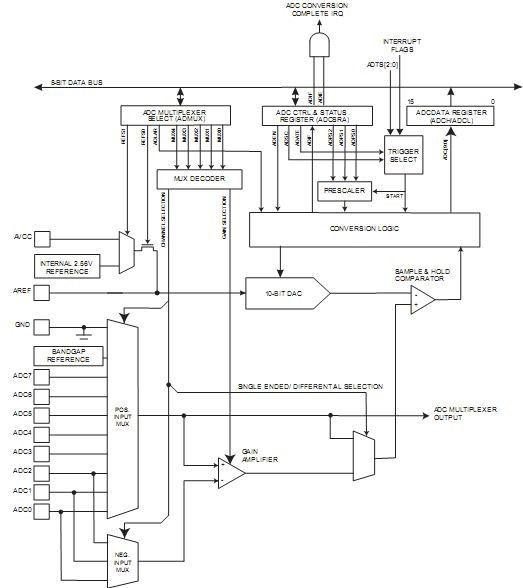 ADC CONVERSION
COMPLETE IRQ
INTERRUPT
FLAGS
ADTS[2:0]
8-BIT DATA BUS
ADIF
ADIE
15
0
ADC MULTIPLEXER
SELECT (ADMUX)
ADC CTRL & STATUS
REGISTER (ADCSRA)
ADC DATA REGISTER
(ADCH/ADCL)
REFS1
REFS0
ADLAR
MUX4
MUX3
MUX2
MUX1
MUX0
ADEN
ADSC
ADATE
ADIF
ADPS2
ADPS1
ADPS0
ADC[9:0]
TRIGGER
SELECT
MUX DECODER
PRESCALER
START
CHANNEL SELECTION
GAIN SELECTION
CONVERSION LOGIC
AVCC
INTERNAL 2.56V
REFERENCE
SAMPLE & HOLD
COMPARATOR
AREF
10-BIT DAC
-
+
GND
BANDGAP
REFERENCE
ADC7
ADC6
ADC5
ADC4
ADC3
ADC2
ADC1
ADC0
POS.
INPUT
MUX
SINGLE ENDED / DIFFERENTIAL SELECTION
ADC MULTIPLEXER
OUTPUT
GAIN
AMPLIFIER
+
-
NEG.
INPUT
MUX